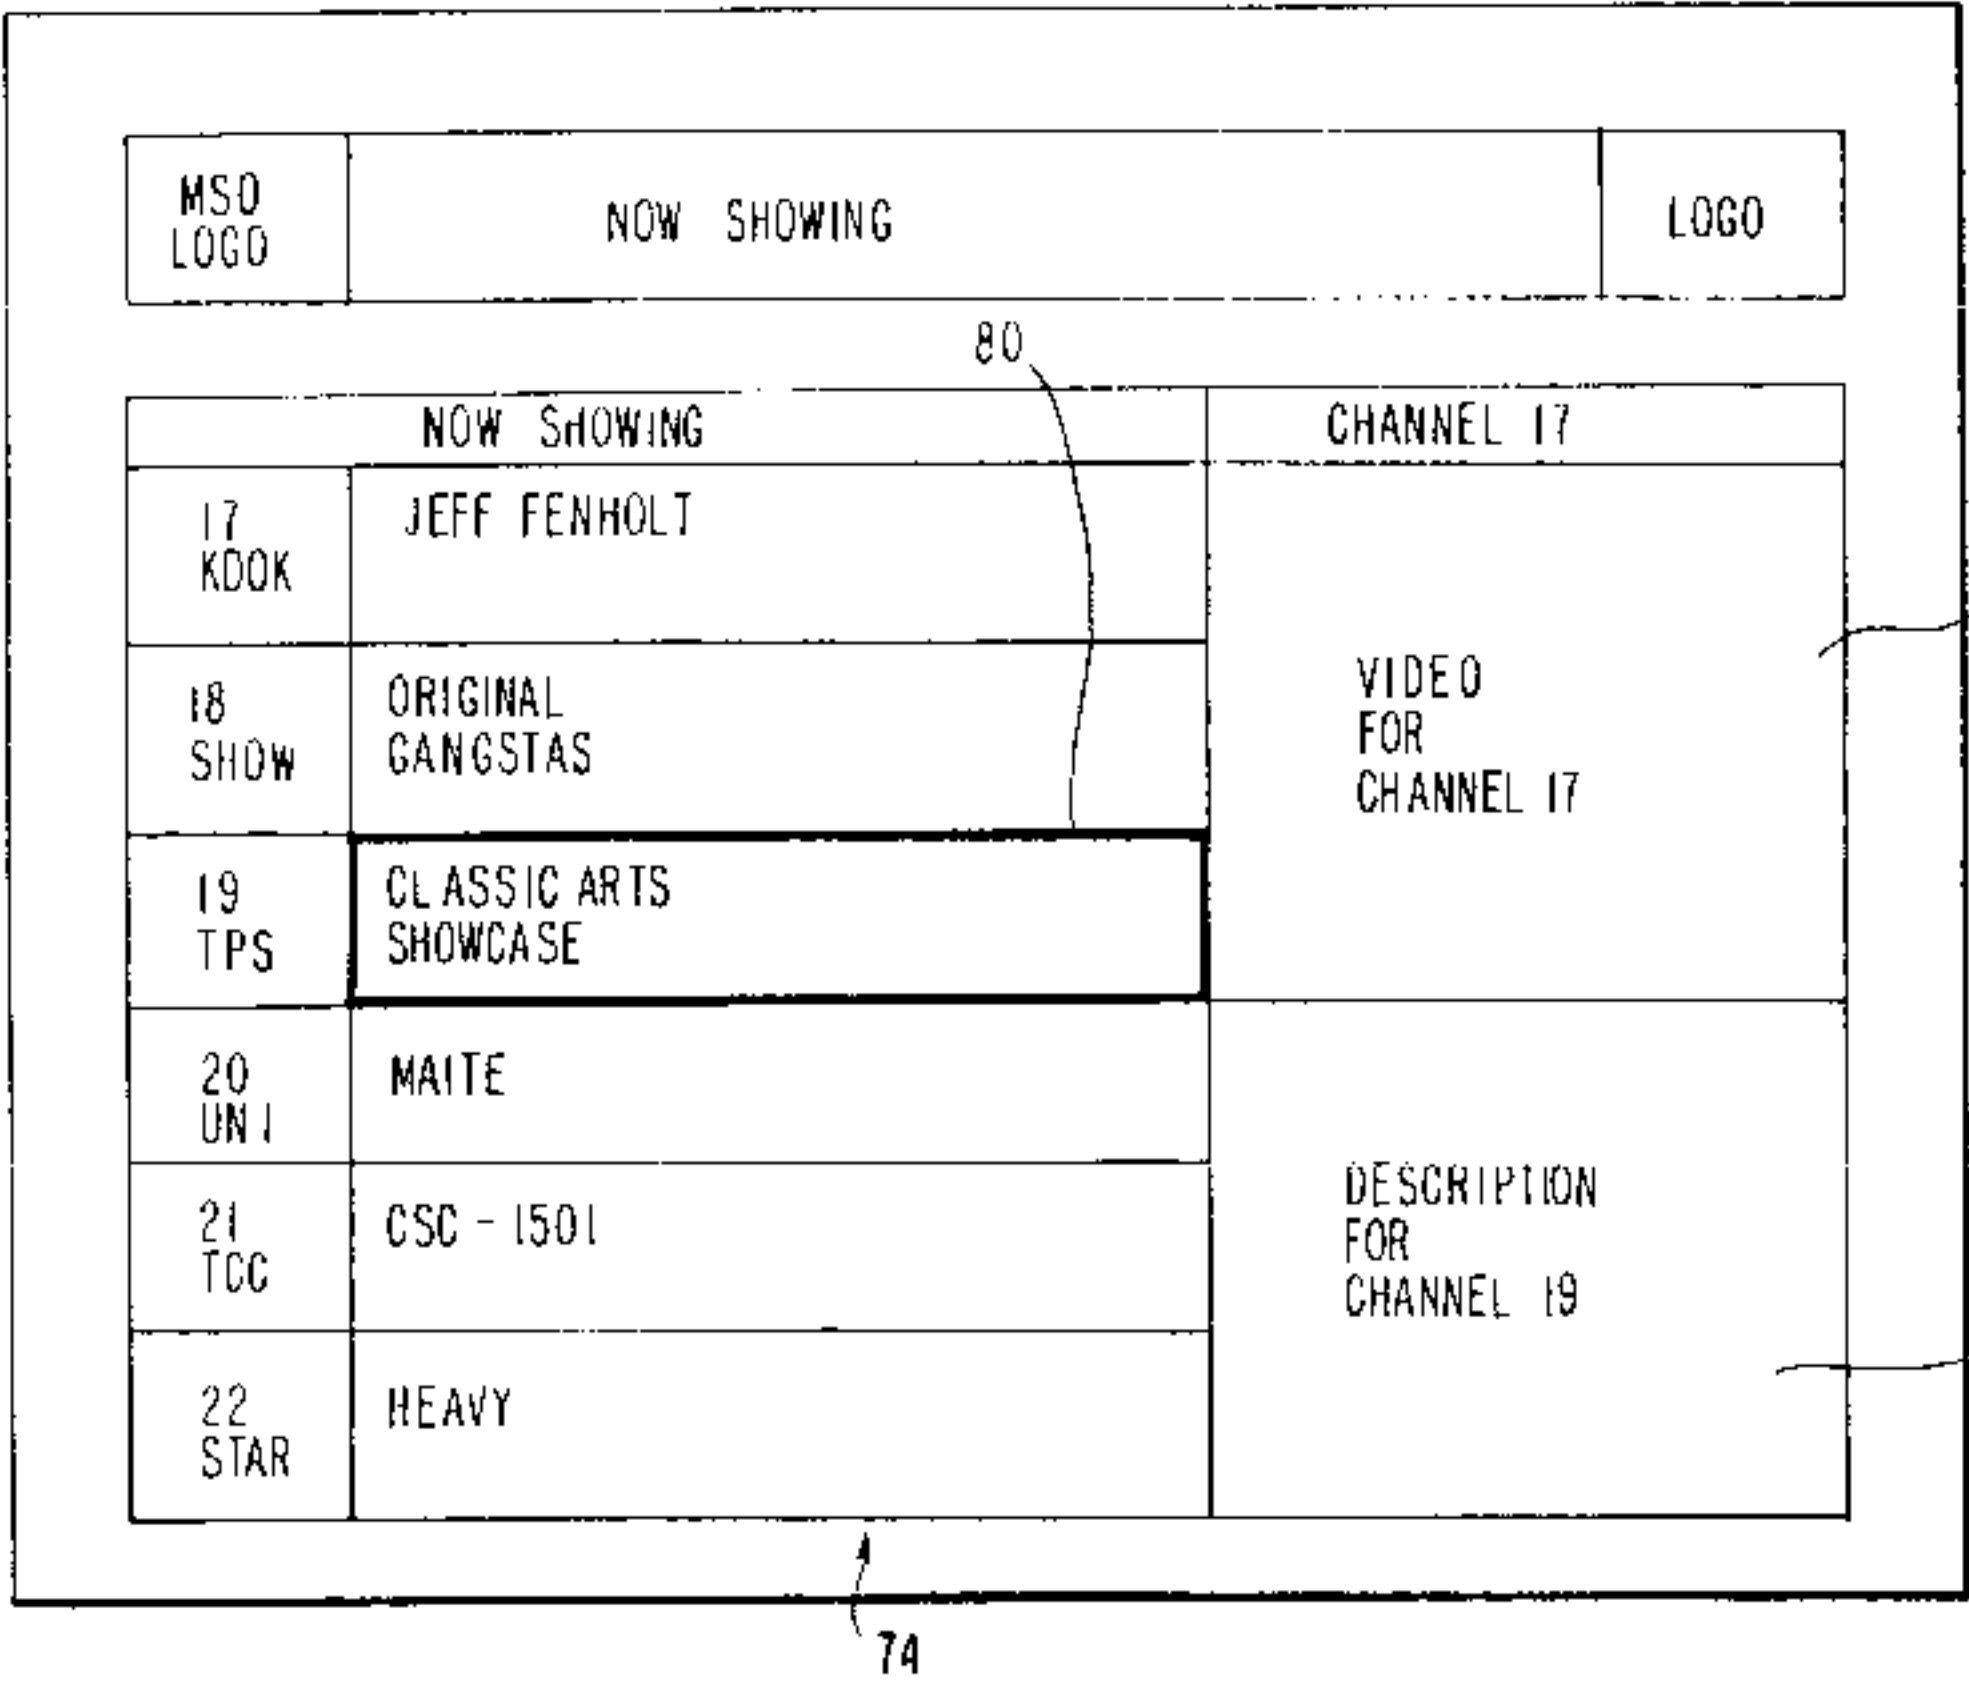 MSO
LOGO
NOW SHOWING
LOGO
80
NOW SHOWING
CHANNEL 17
17
KDOK
JEFF FENHOLT
18
SHOW
ORIGINAL
GANGSTAS
VIDEO
FOR
CHANNEL 17
19
TPS
CLASSIC ARTS
SHOWCASE
20
UNI
MAITE
21
TCC
CSC - 1501
DESCRIPTION
FOR
CHANNEL 19
22
STAR
HEAVY
74